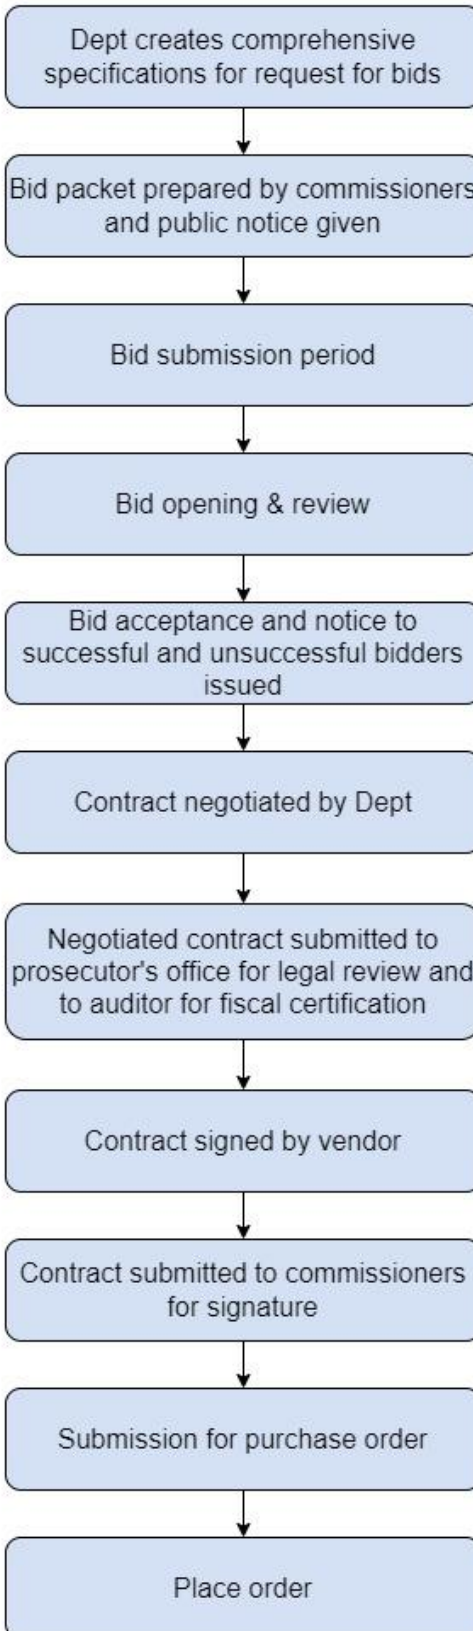 Dept creates comprehensive
specifications for request for bids
Bid packet prepared by commissioners
and public notice given
Bid submission period
Bid opening & review
Bid acceptance and notice to
successful and unsuccessful bidders
issued
Contract negotiated by Dept
Negotiated contract submitted to
prosecutor's office for legal review and
to auditor for fiscal certification
Contract signed by vendor
Contract submitted to commissioners
for signature
Submission for purchase order
Place order